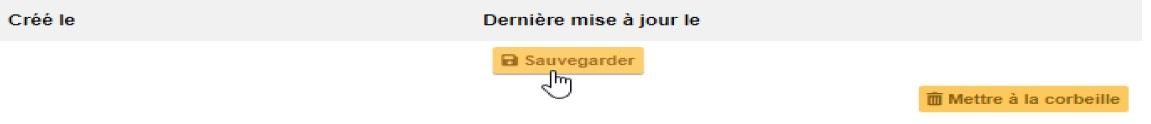 Créé le Dernière mise à jour le
Sauvegarder
Mettre à la corbeille